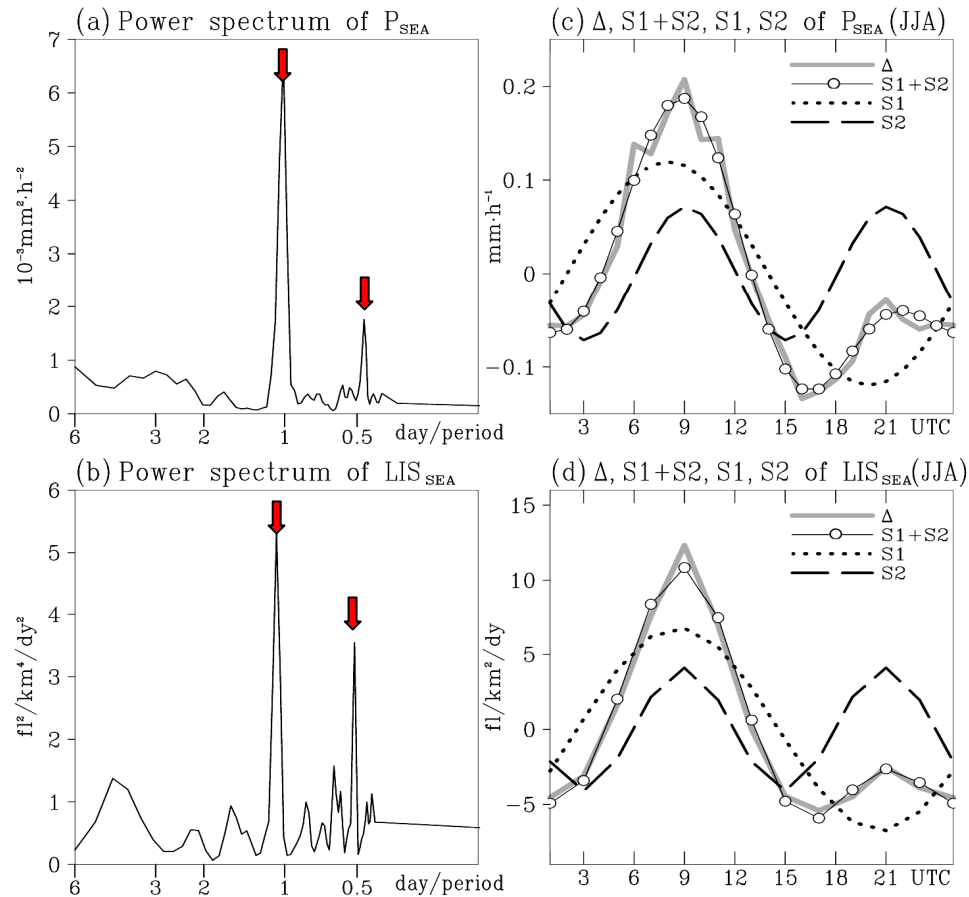 (a) Power spectrum of P_SEA
7
6
5
4
3
2
1
0
10⁻³mm²·h⁻²
6 3 2 1 0.5 day/period
(c) Δ, S1+S2, S1, S2 of P_SEA (JJA)
Δ
S1+S2
S1
S2
0.2
0.1
0
−0.1
mm·h⁻¹
3 6 9 12 15 18 21 UTC
(b) Power spectrum of LIS_SEA
6
5
4
3
2
1
0
fl²/km⁴/dy²
6 3 2 1 0.5 day/period
(d) Δ, S1+S2, S1, S2 of LIS_SEA(JJA)
Δ
S1+S2
S1
S2
15
10
5
0
−5
fl/km²/dy
3 6 9 12 15 18 21 UTC